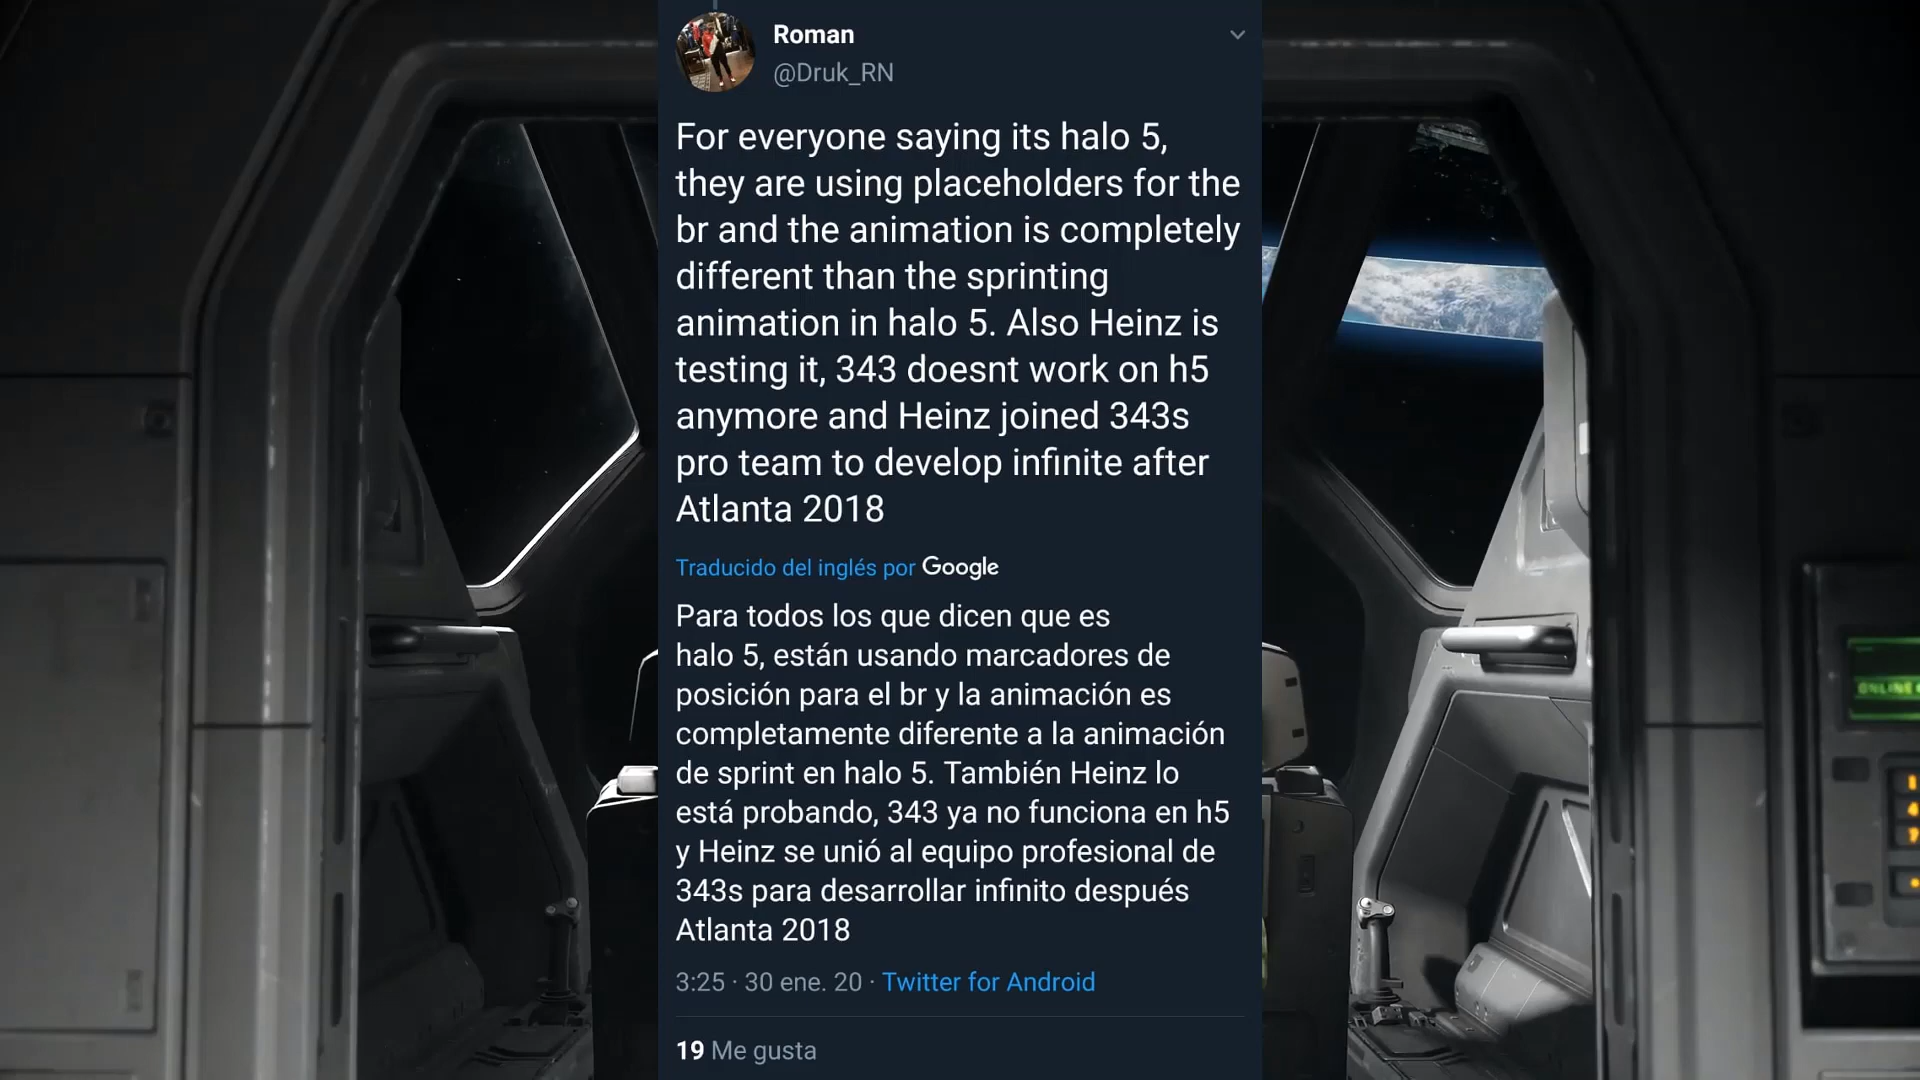 Roman
@Druk_RN
For everyone saying its halo 5,
they are using placeholders for the
br and the animation is completely
different than the sprinting
animation in halo 5. Also Heinz is
testing it, 343 doesnt work on h5
anymore and Heinz joined 343s
pro team to develop infinite after
Atlanta 2018
Traducido del inglés por Google
Para todos los que dicen que es
halo 5, están usando marcadores de
posición para el br y la animación es
completamente diferente a la animación
de sprint en halo 5. También Heinz lo
está probando, 343 ya no funciona en h5
y Heinz se unió al equipo profesional de
343s para desarrollar infinito después
Atlanta 2018
3:25 · 30 ene. 20 · Twitter for Android
19 Me gusta
ONLINE
1
4
7